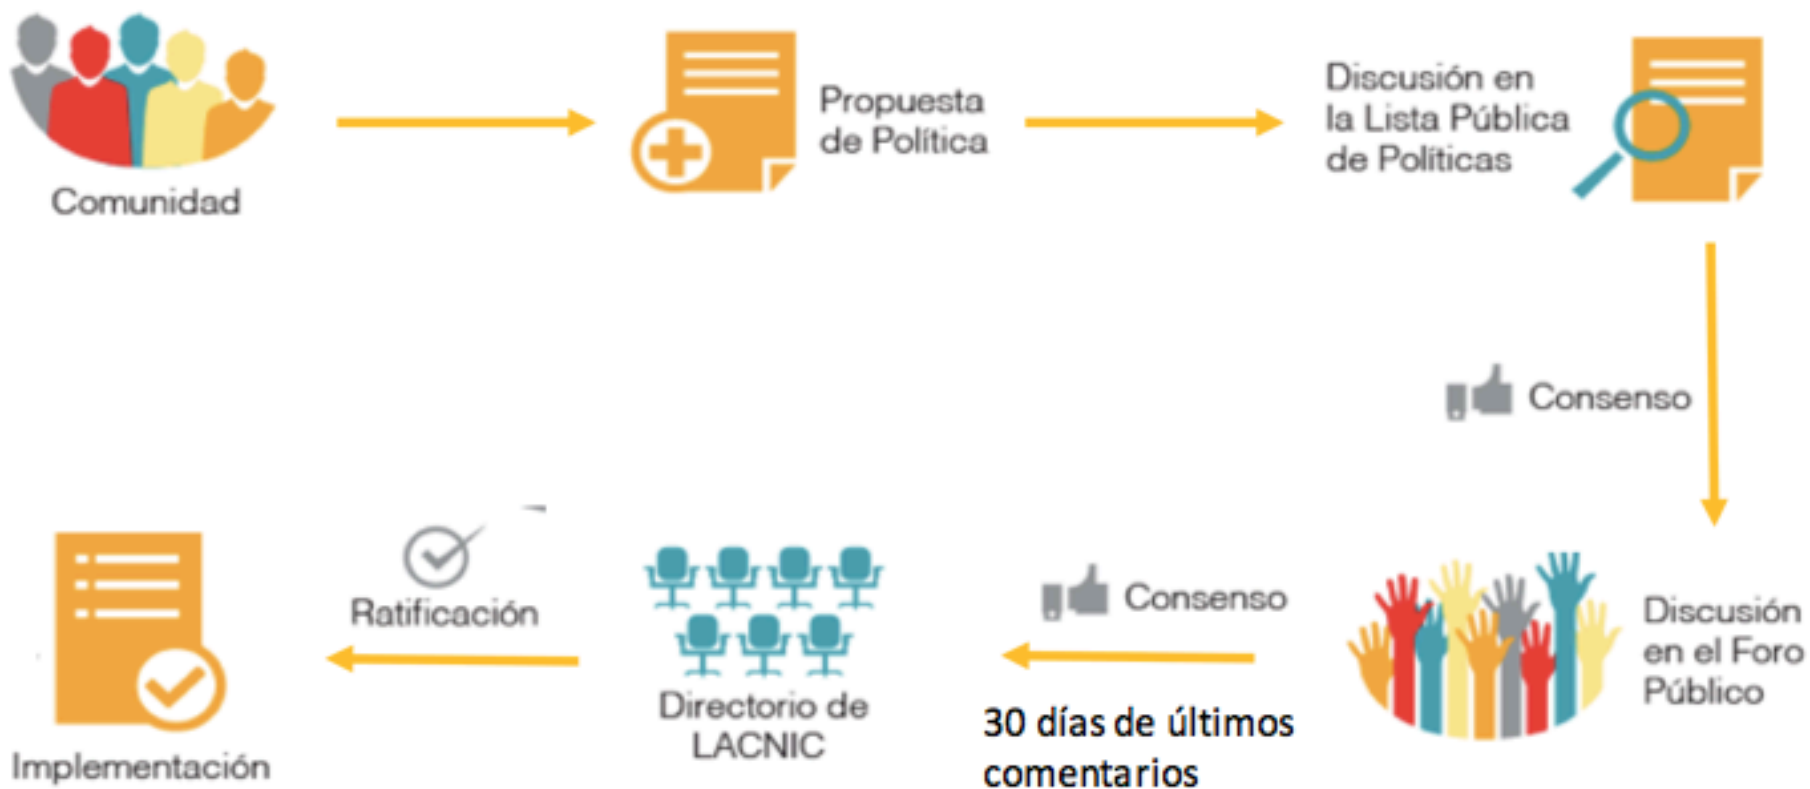 Comunidad
Propuesta
de Política
Discusión en
la Lista Pública
de Políticas
Consenso
Discusión
en el Foro
Público
Consenso
30 días de últimos
comentarios
Directorio de
LACNIC
Ratificación
Implementación